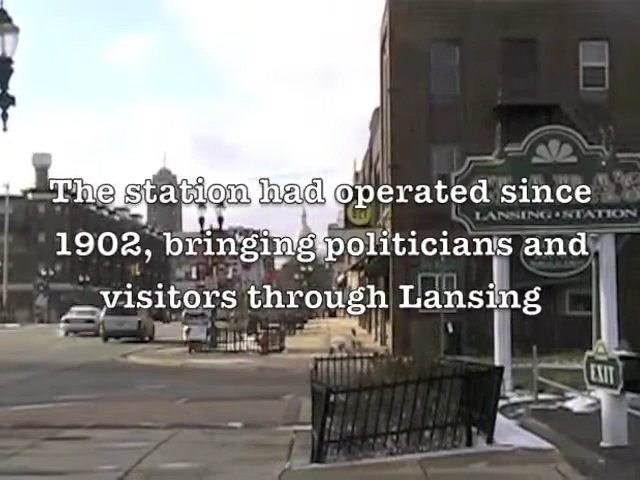 The station had operated since
1902, bringing politicians and
visitors through Lansing
LANSING • STATION
EXIT